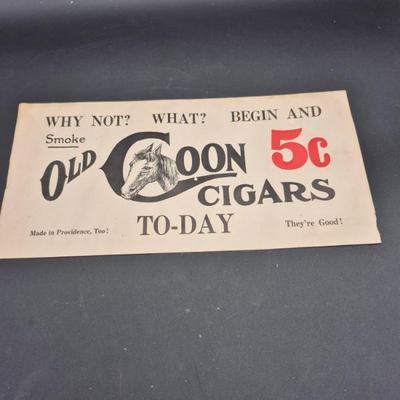 WHY NOT? WHAT? BEGIN AND
Smoke
OLD COON 5c
CIGARS
TO-DAY
Made in Providence, Too!
They're Good!